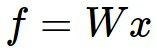 f = Wx